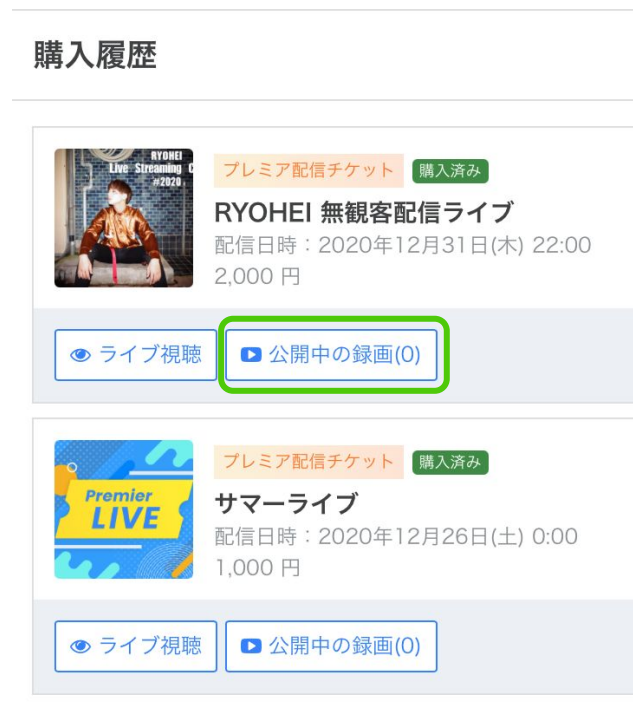 購入履歴
RYOHEI
Live Streaming
#2020
プレミア配信チケット 購入済み
RYOHEI 無観客配信ライブ
配信日時：2020年12月31日(木) 22:00
2,000 円
ライブ視聴 公開中の録画(0)
Premier
LIVE
プレミア配信チケット 購入済み
サマーライブ
配信日時：2020年12月26日(土) 0:00
1,000 円
ライブ視聴 公開中の録画(0)